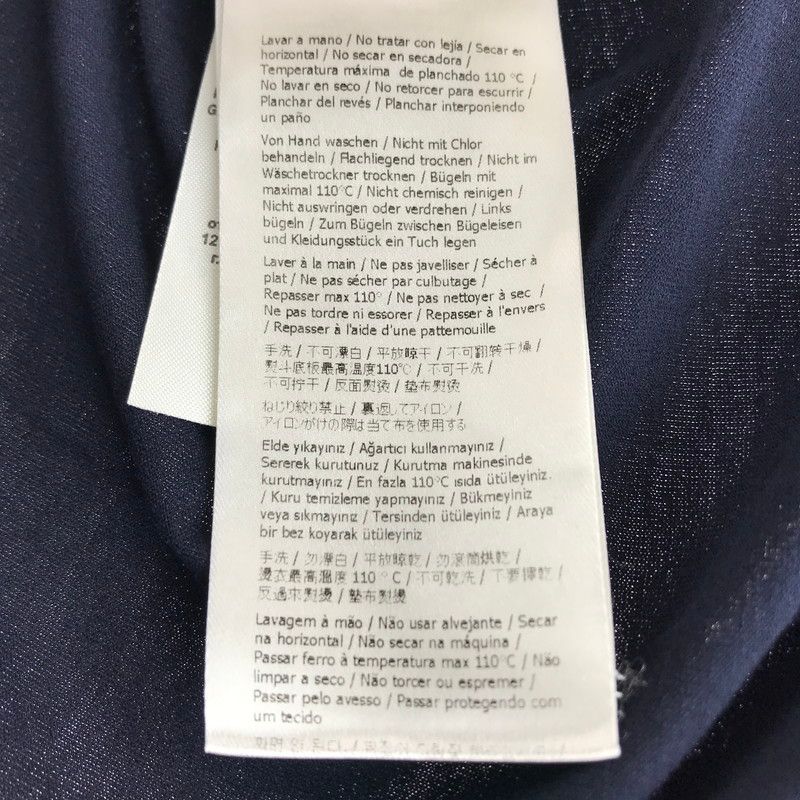 Lavar a mano / No tratar con lejía / Secar en
horizontal / No secar en secadora /
Temperatura máxima de planchado 110 °C /
No lavar en seco / No retorcer para escurrir /
Planchar del revés / Planchar interponiendo
un paño
Von Hand waschen / Nicht mit Chlor
behandeln / Flachliegend trocknen / Nicht im
Wäschetrockner trocknen / Bügeln mit
maximal 110°C / Nicht chemisch reinigen /
Nicht auswringen oder verdrehen / Links
bügeln / Zum Bügeln zwischen Bügeleisen
und Kleidungsstück ein Tuch legen
Laver à la main / Ne pas javelliser / Sécher à
plat / Ne pas sécher par culbutage /
Repasser max 110° / Ne pas nettoyer à sec /
Ne pas tordre ni essorer / Repasser à l'envers
/ Repasser à l'aide d'une pattemouille
手洗 / 不可漂白 / 平放晾干 / 不可翻转干燥 /
熨斗底板最高温度110℃ / 不可干洗 /
不可拧干 / 反面熨烫 / 垫布熨烫
ねじり絞り禁止 / 裏返してアイロン /
アイロンがけの際は当て布を使用する
Elde yıkayınız / Ağartıcı kullanmayınız /
Sererek kurutunuz / Kurutma makinesinde
kurutmayınız / En fazla 110°C ısıda ütüleyiniz.
/ Kuru temizleme yapmayınız / Bükmeyiniz
veya sıkmayınız / Tersinden ütüleyiniz / Araya
bir bez koyarak ütüleyiniz
手洗 / 勿漂白 / 平放晾乾 / 勿滾筒烘乾 /
燙衣最高溫度 110 ° C / 不可乾洗 / 不要擰乾 /
反過來熨燙 / 墊布熨燙
Lavagem à mão / Não usar alvejante / Secar
na horizontal / Não secar na máquina /
Passar ferro à temperatura max 110°C / Não
limpar a seco / Não torcer ou espremer /
Passar pelo avesso / Passar protegendo com
um tecido
12
r.